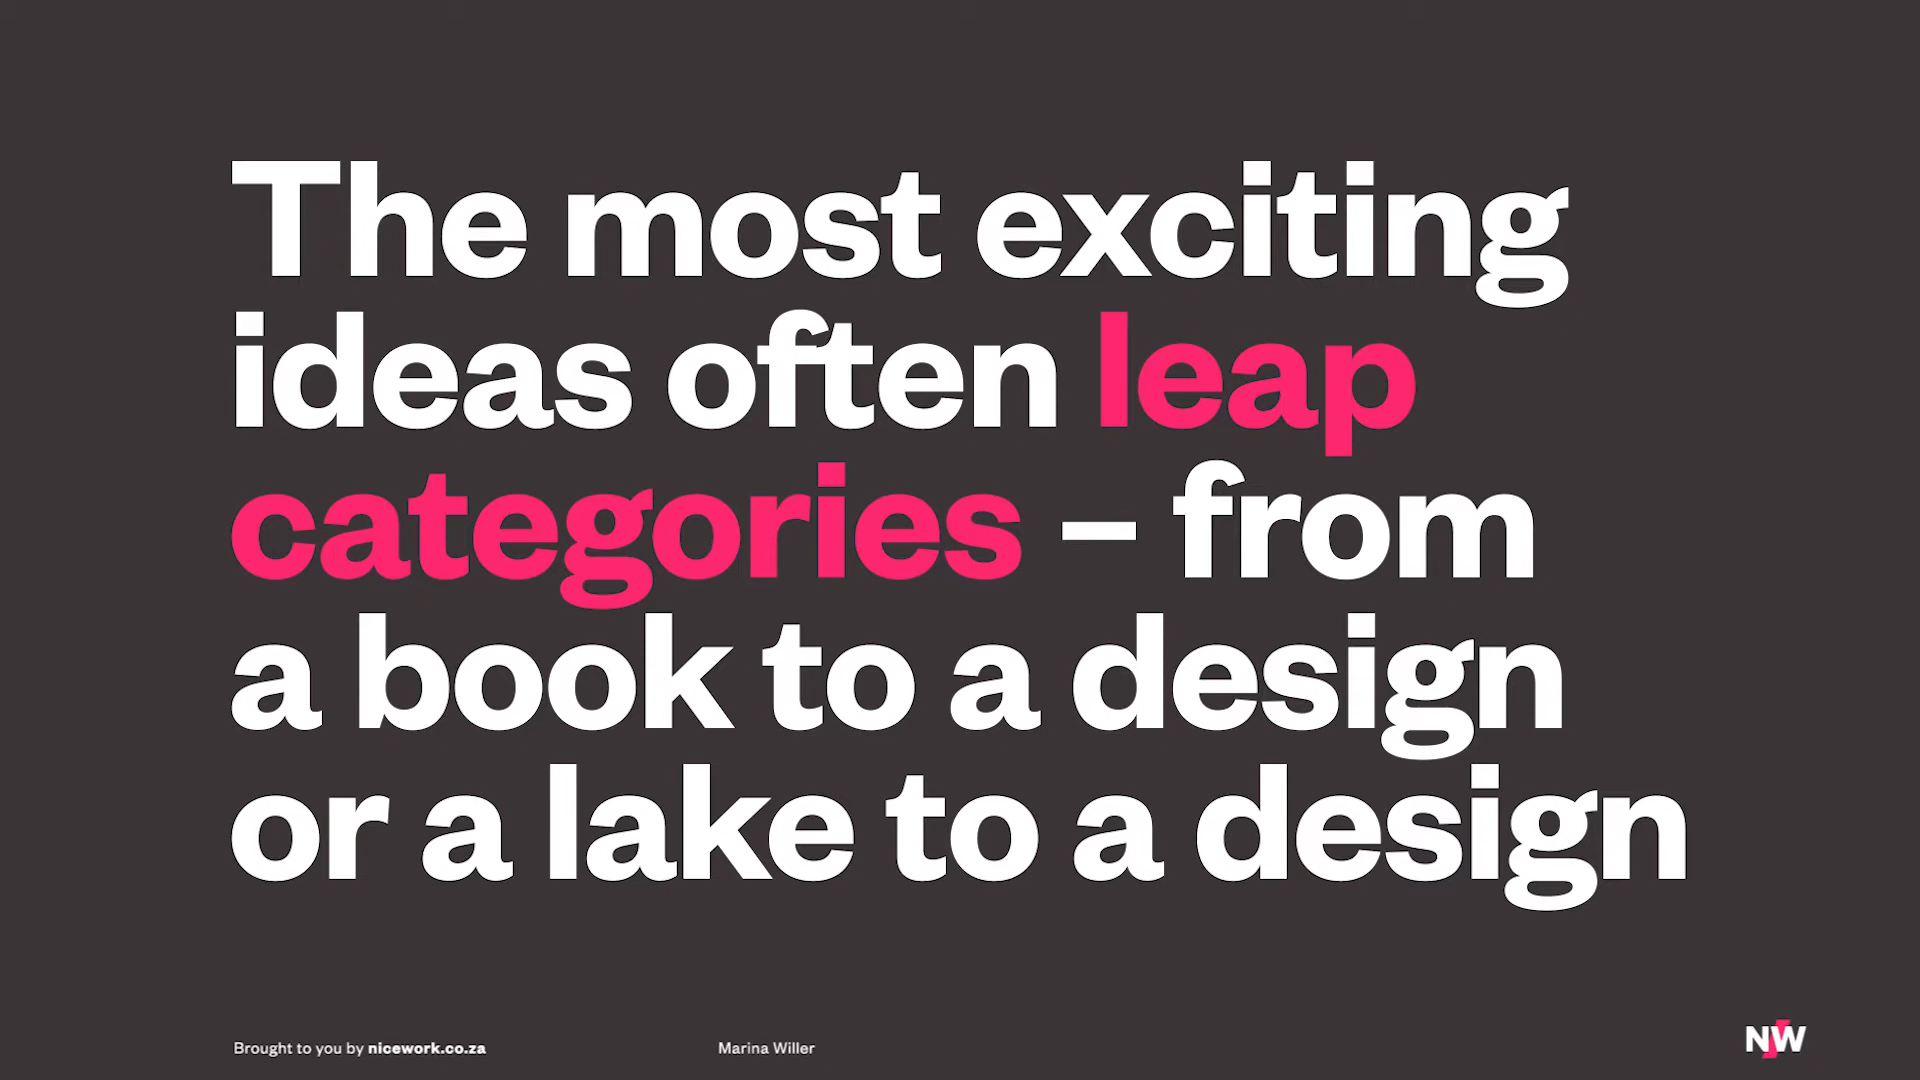 The most exciting
ideas often leap
categories – from
a book to a design
or a lake to a design
Brought to you by nicework.co.za
Marina Willer
NW